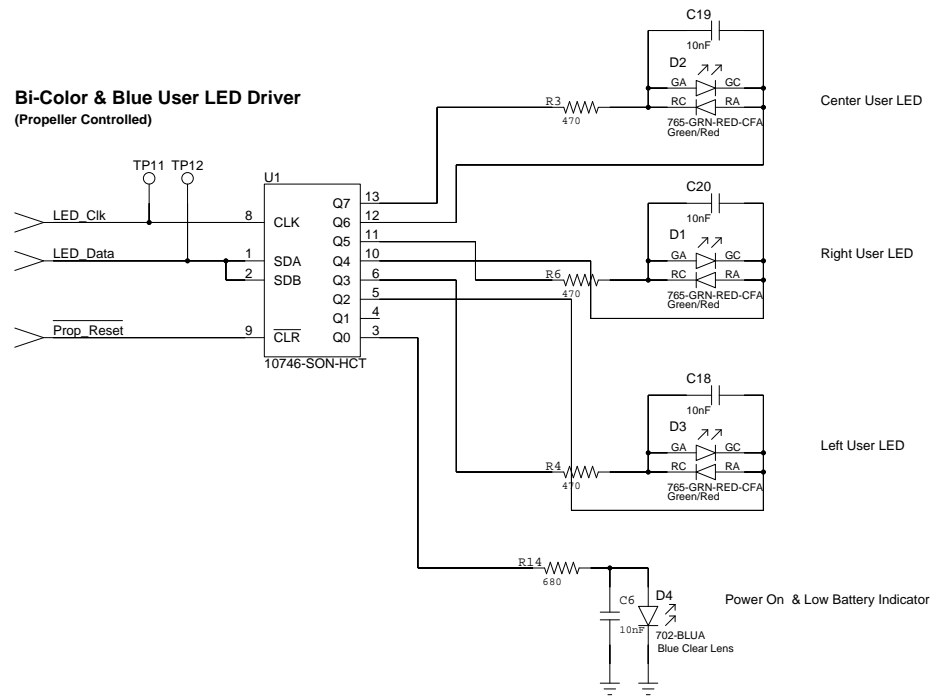 Bi-Color & Blue User LED Driver
(Propeller Controlled)
TP11 TP12
LED_Clk
LED_Data
Prop_Reset
U1
8 CLK
1 SDA
2 SDB
9 CLR
Q7 13
Q6 12
Q5 11
Q4 10
Q3 6
Q2 5
Q1 4
Q0 3
10746-SON-HCT
C19
10nF
D2
GA GC
RC RA
765-GRN-RED-CFA
Green/Red
R3
470
Center User LED
C20
10nF
D1
GA GC
RC RA
765-GRN-RED-CFA
Green/Red
R6
470
Right User LED
C18
10nF
D3
GA GC
RC RA
765-GRN-RED-CFA
Green/Red
R4
470
Left User LED
R14
680
C6
10nF
D4
702-BLUA
Blue Clear Lens
Power On & Low Battery Indicator